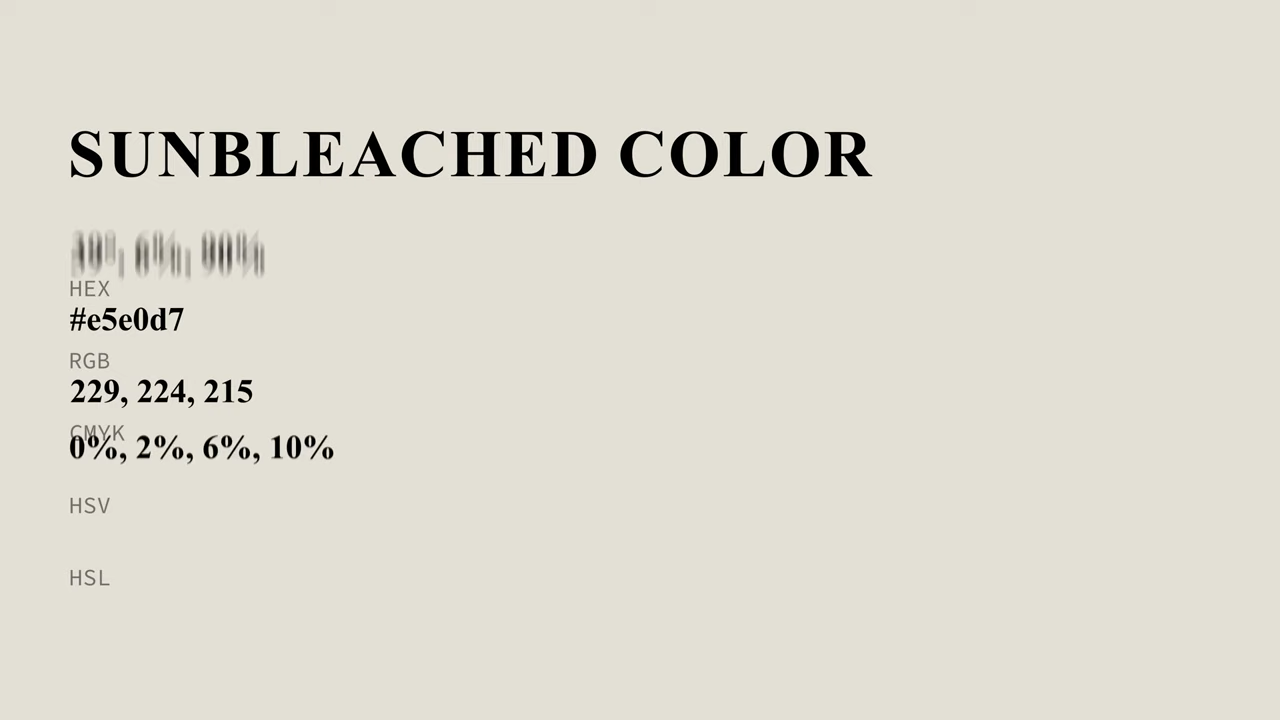 SUNBLEACHED COLOR
HEX
#e5e0d7
RGB
229, 224, 215
CMYK
0%, 2%, 6%, 10%
HSV
HSL